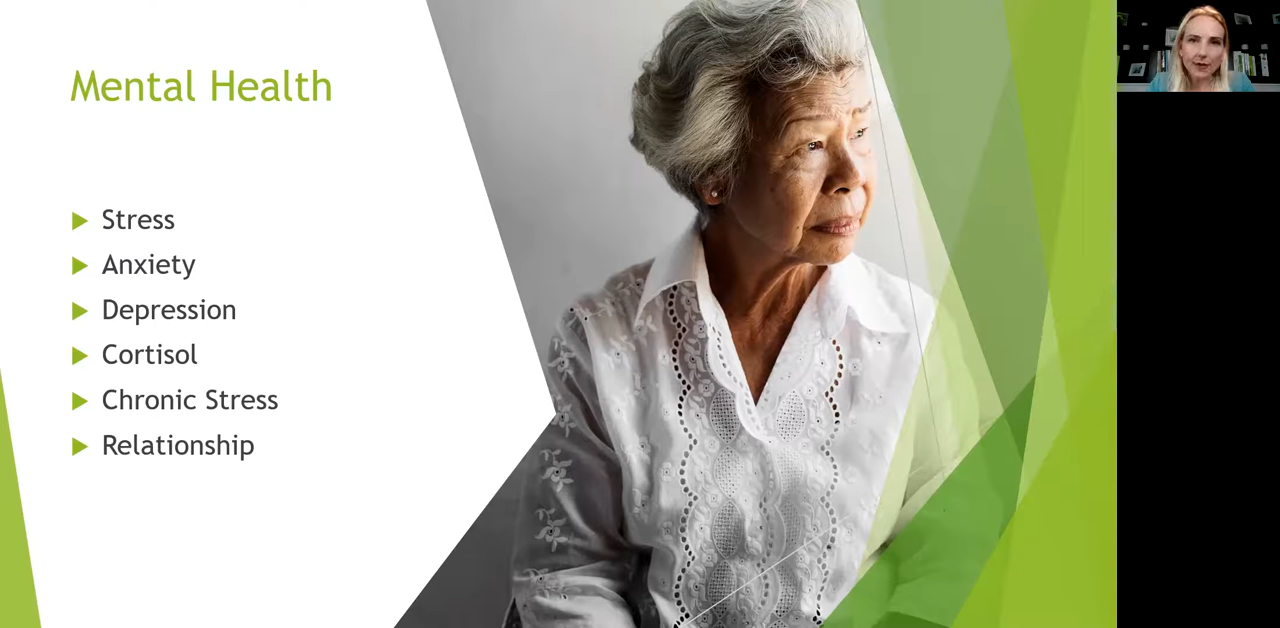 Mental Health
Stress
Anxiety
Depression
Cortisol
Chronic Stress
Relationship